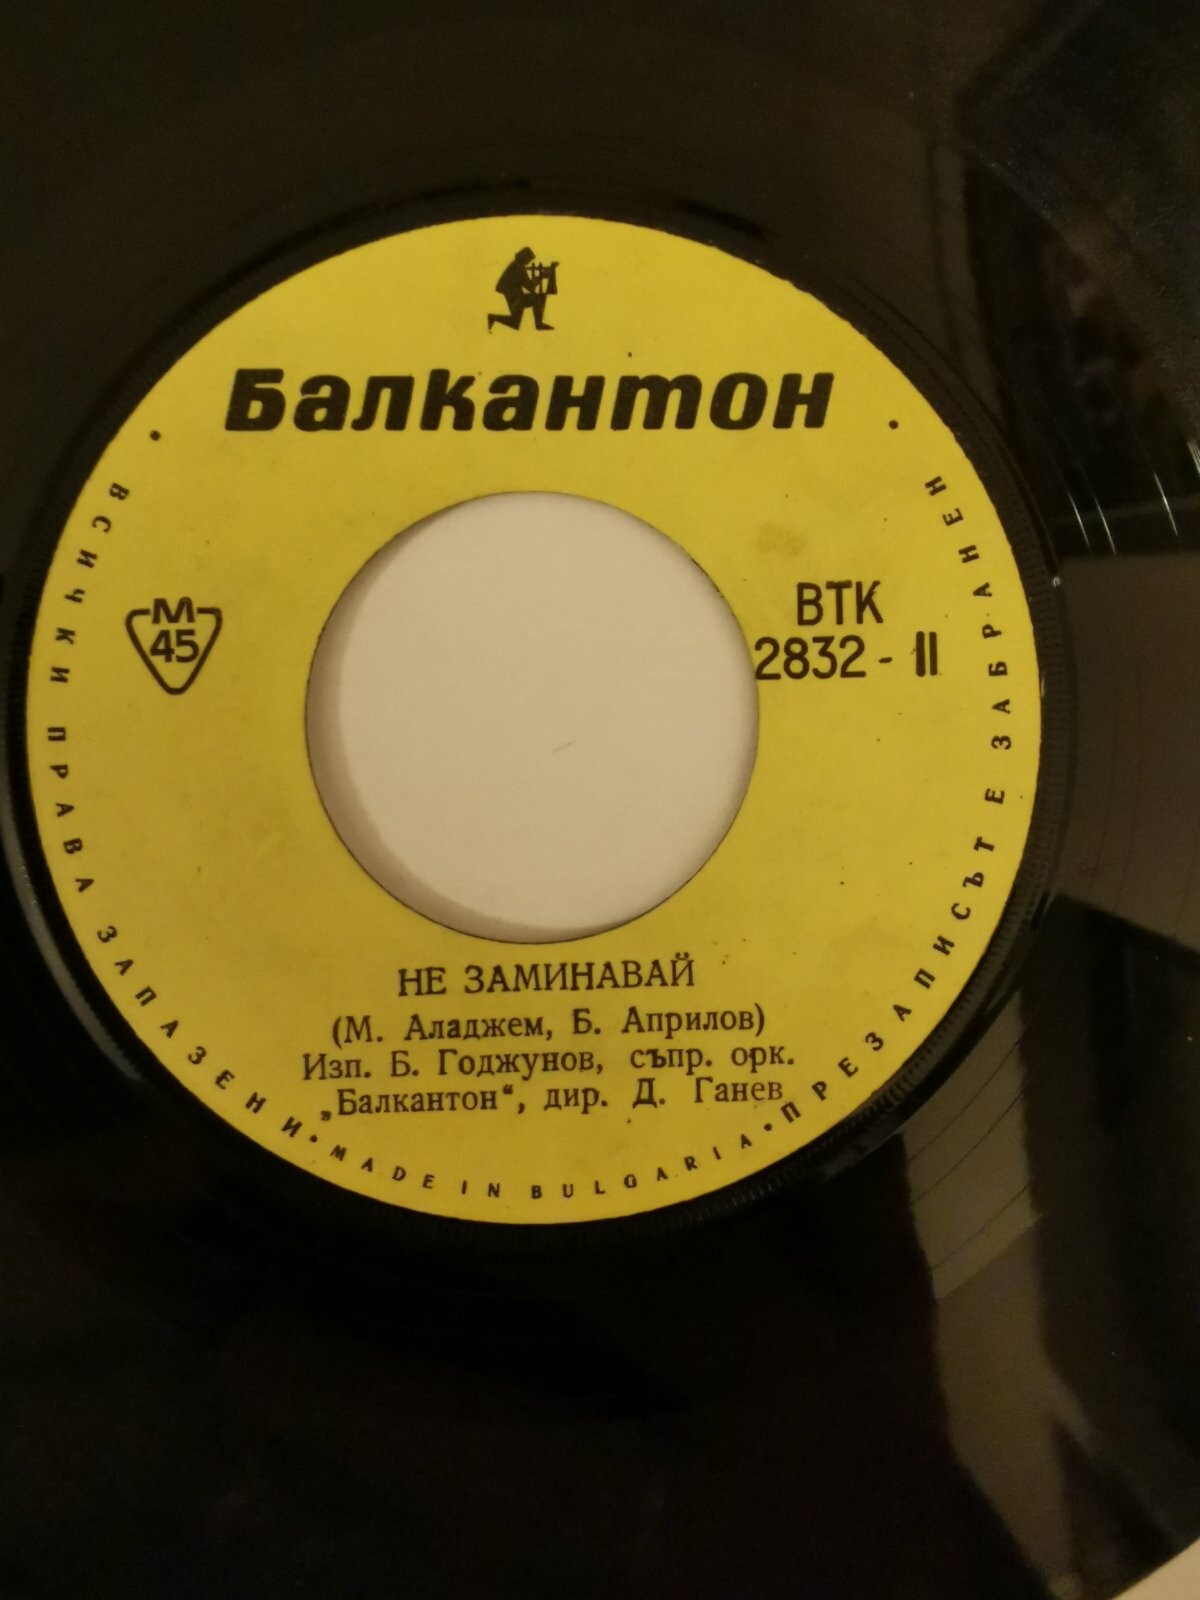 Балкантон
М
45
ВТК
2832 - II
НЕ ЗАМИНАВАЙ
(М. Аладжем, Б. Априлов)
Изп. Б. Годжунов, съпр. орк.
„Балкантон“, дир. Д. Ганев
• ВСИЧКИ ПРАВА ЗАПАЗЕНИ • MADE IN BULGARIA • ПРЕЗАПИСЪТ Е ЗАБРАНЕН •